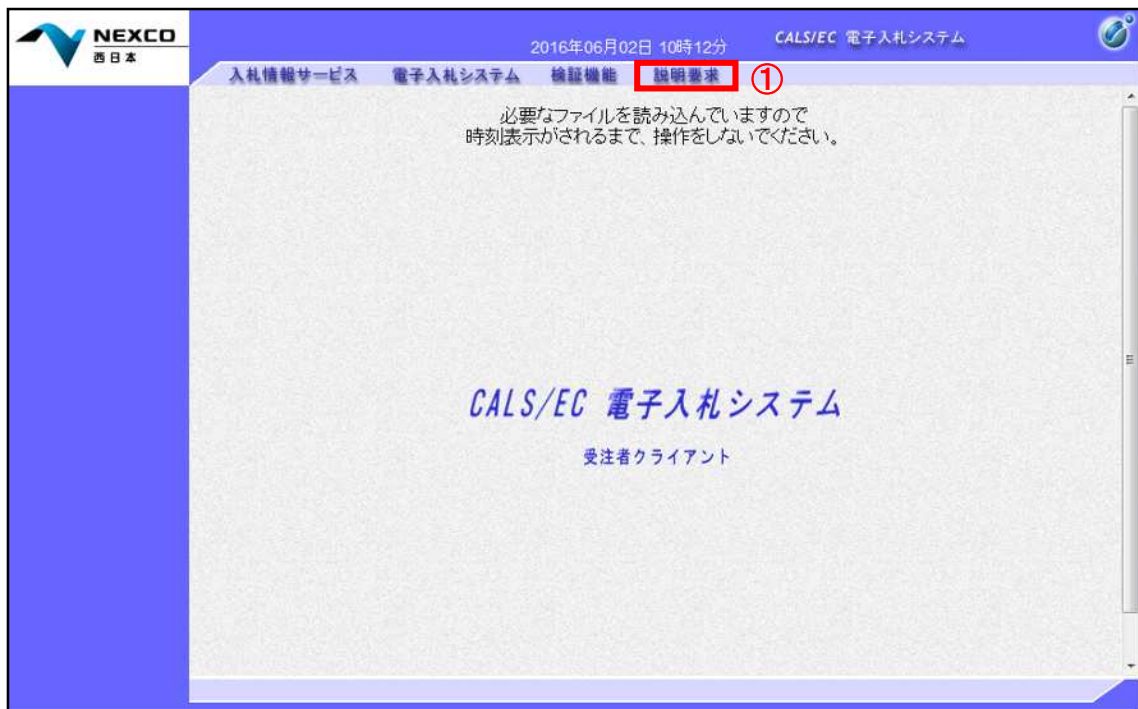 NEXCO
西日本
2016年06月02日 10時12分
CALS/EC 電子入札システム
入札情報サービス 電子入札システム 検証機能 説明要求 ①
必要なファイルを読み込んでいますので
時刻表示がされるまで、操作をしないでください。
CALS/EC 電子入札システム
受注者クライアント